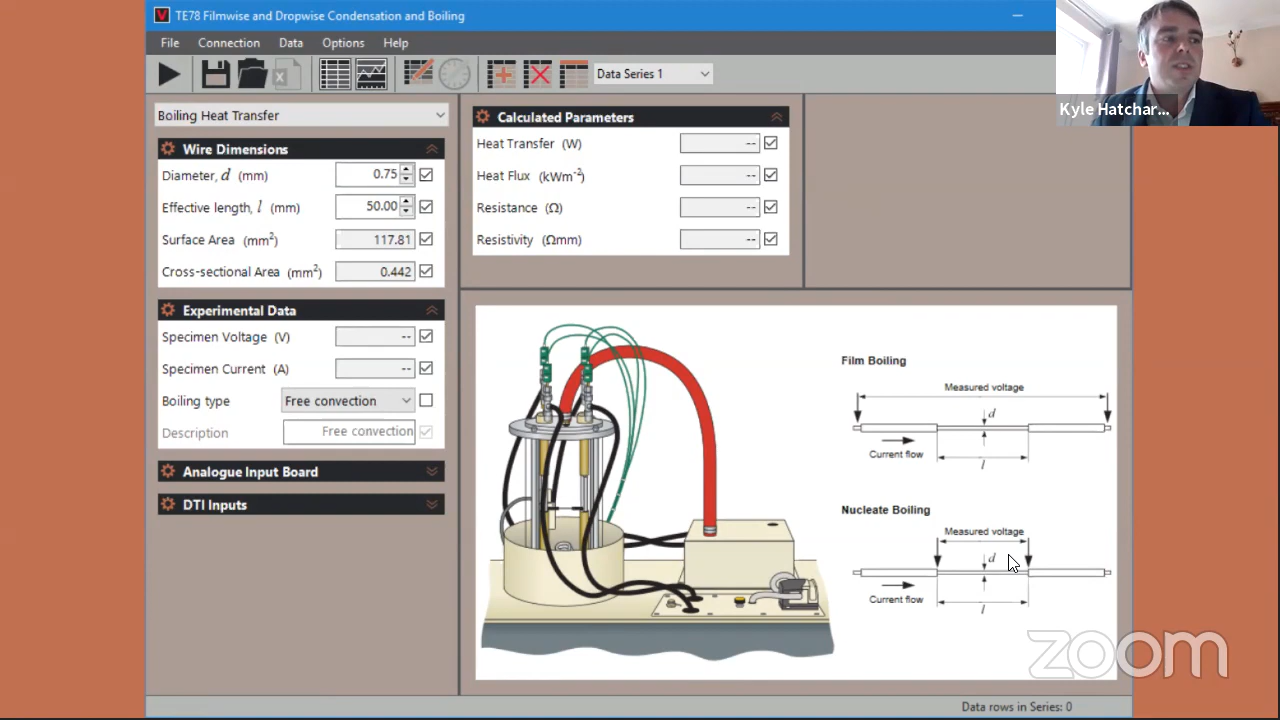 TE78 Filmwise and Dropwise Condensation and Boiling
File Connection Data Options Help
Data Series 1
Kyle Hatchar...
Boiling Heat Transfer
Wire Dimensions
Diameter, d (mm) 0.75
Effective length, l (mm) 50.00
Surface Area (mm²) 117.81
Cross-sectional Area (mm²) 0.442
Experimental Data
Specimen Voltage (V) --
Specimen Current (A) --
Boiling type Free convection
Description Free convection
Analogue Input Board
DTI Inputs
Calculated Parameters
Heat Transfer (W) --
Heat Flux (kWm⁻²) --
Resistance (Ω) --
Resistivity (Ωmm) --
Film Boiling
Measured voltage
d
Current flow
l
Nucleate Boiling
Measured voltage
d
Current flow
l
zoom
Data rows in Series: 0